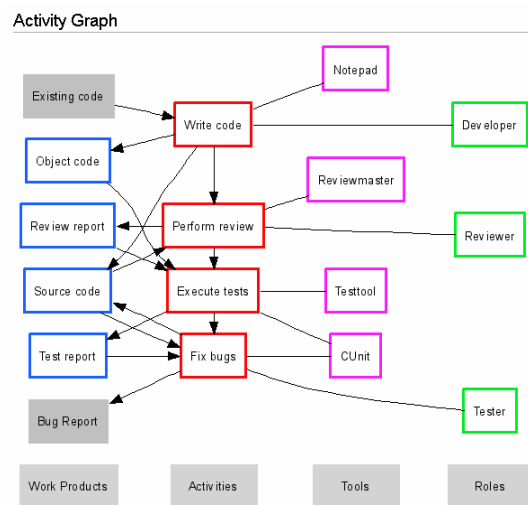 Activity Graph
Notepad
Existing code
Write code
Developer
Object code
Reviewmaster
Review report
Perform review
Reviewer
Source code
Execute tests
Testtool
Test report
Fix bugs
CUnit
Bug Report
Tester
Work Products
Activities
Tools
Roles